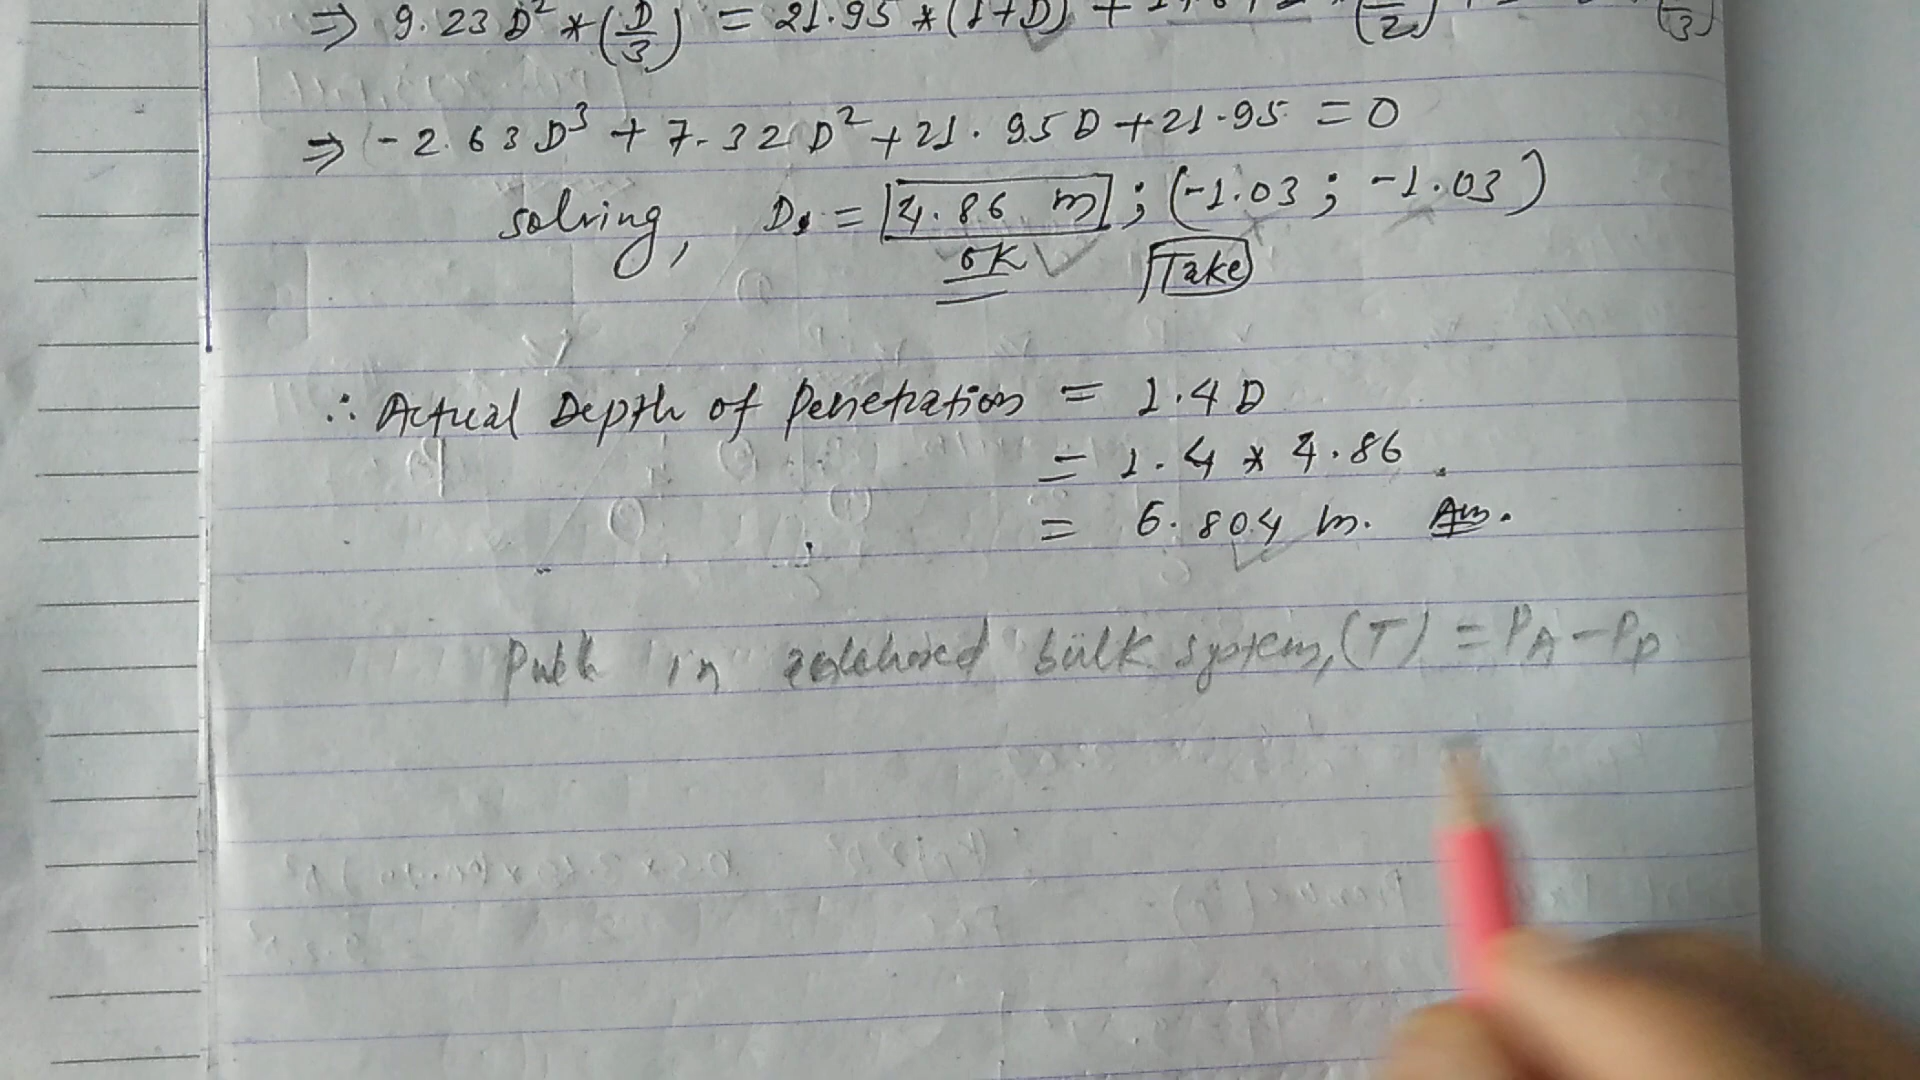 ⇒ 9.23 D² * (D/3) = 21.95 * (1+D) +
⇒ -2.63 D³ + 7.32 D² + 21.95 D + 21.95 = 0
solving, D. = 4.86 m ; (-1.03 ; -1.03)
OK Take
∴ Actual Depth of Penetration = 1.4 D
= 1.4 * 4.86
= 6.804 m. Ans.
in bulk system, (T) = PA - PP